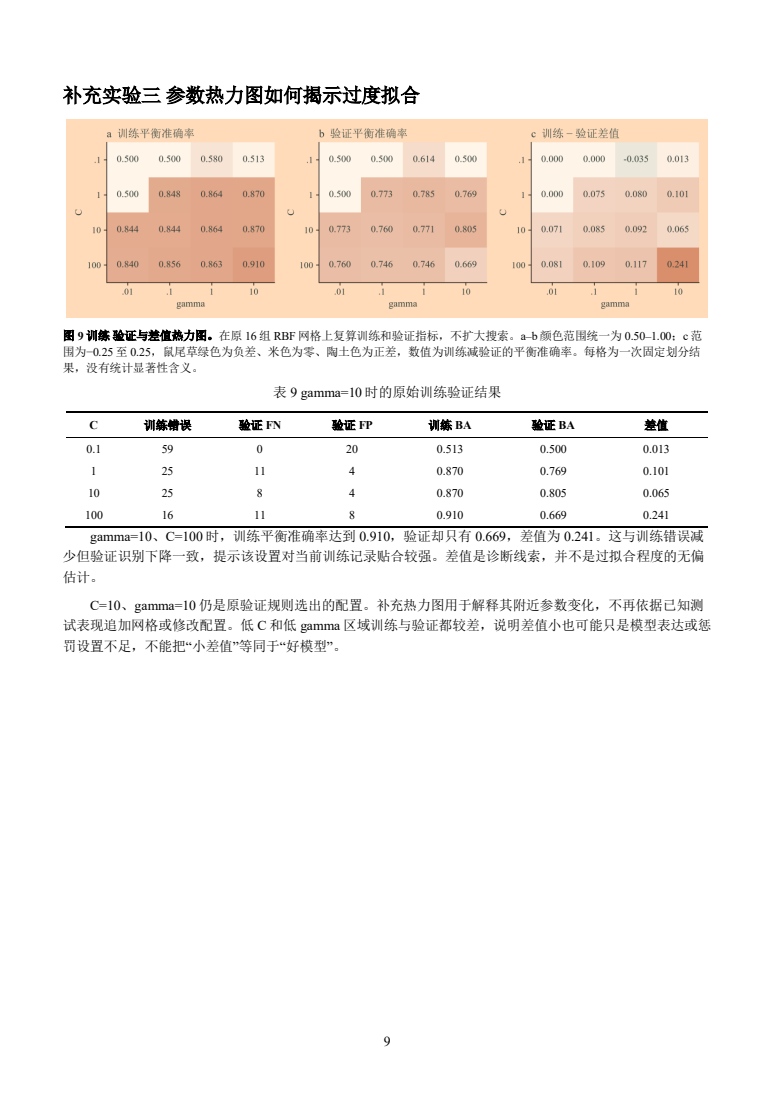 补充实验三 参数热力图如何揭示过度拟合
a 训练平衡准确率
.1 0.500 0.500 0.580 0.513
1 0.500 0.848 0.864 0.870
C
10 0.844 0.844 0.864 0.870
100 0.840 0.856 0.863 0.910
.01 .1 1 10
gamma
b 验证平衡准确率
.1 0.500 0.500 0.614 0.500
1 0.500 0.773 0.785 0.769
C
10 0.773 0.760 0.771 0.805
100 0.760 0.746 0.746 0.669
.01 .1 1 10
gamma
c 训练 − 验证差值
.1 0.000 0.000 -0.035 0.013
1 0.000 0.075 0.080 0.101
C
10 0.071 0.085 0.092 0.065
100 0.081 0.109 0.117 0.241
.01 .1 1 10
gamma
图 9 训练 验证与差值热力图。在原 16 组 RBF 网格上复算训练和验证指标，不扩大搜索。a–b 颜色范围统一为 0.50–1.00；c 范
围为−0.25 至 0.25，鼠尾草绿色为负差、米色为零、陶土色为正差，数值为训练减验证的平衡准确率。每格为一次固定划分结
果，没有统计显著性含义。
表 9 gamma=10 时的原始训练验证结果
C 训练错误 验证 FN 验证 FP 训练 BA 验证 BA 差值
0.1 59 0 20 0.513 0.500 0.013
1 25 11 4 0.870 0.769 0.101
10 25 8 4 0.870 0.805 0.065
100 16 11 8 0.910 0.669 0.241
gamma=10、C=100 时，训练平衡准确率达到 0.910，验证却只有 0.669，差值为 0.241。这与训练错误减
少但验证识别下降一致，提示该设置对当前训练记录贴合较强。差值是诊断线索，并不是过拟合程度的无偏
估计。
C=10、gamma=10 仍是原验证规则选出的配置。补充热力图用于解释其附近参数变化，不再依据已知测
试表现追加网格或修改配置。低 C 和低 gamma 区域训练与验证都较差，说明差值小也可能只是模型表达或惩
罚设置不足，不能把“小差值”等同于“好模型”。
9